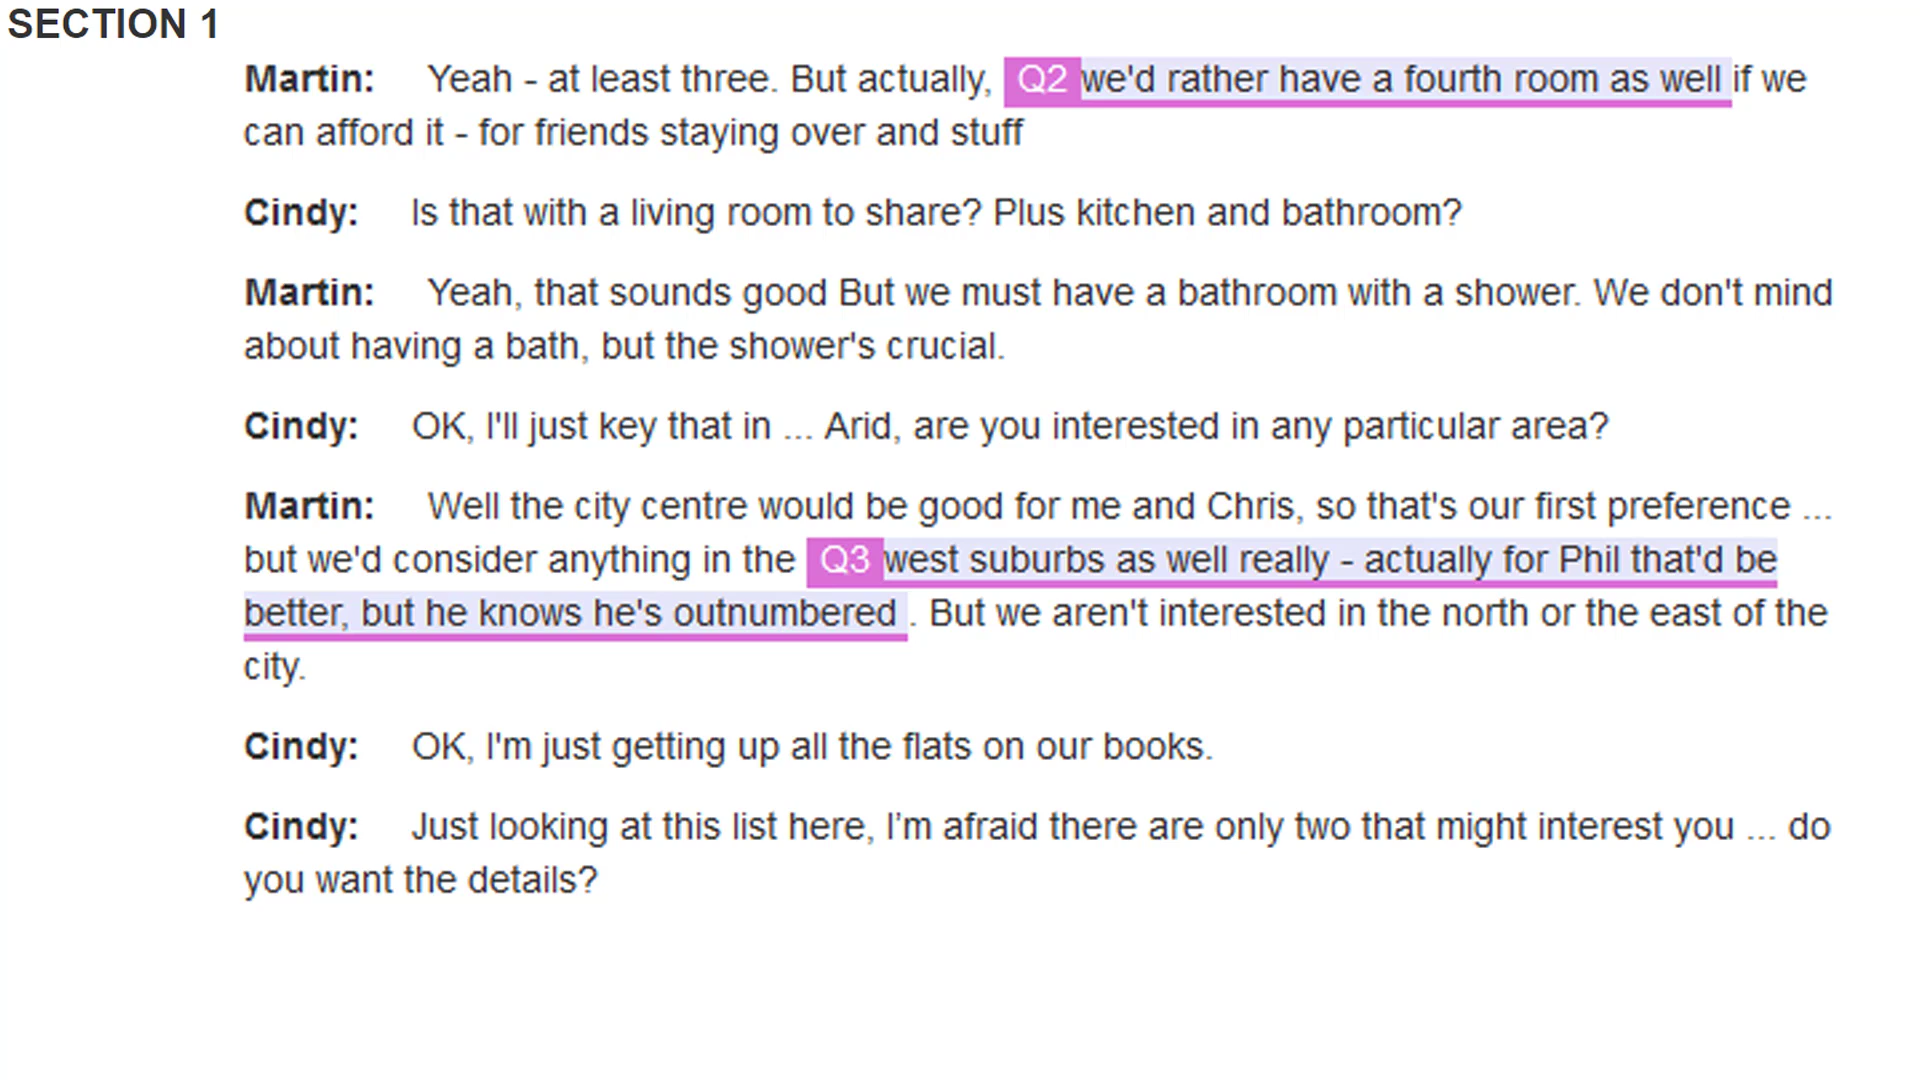 SECTION 1
Martin: Yeah - at least three. But actually, Q2 we'd rather have a fourth room as well if we
can afford it - for friends staying over and stuff
Cindy: Is that with a living room to share? Plus kitchen and bathroom?
Martin: Yeah, that sounds good But we must have a bathroom with a shower. We don't mind
about having a bath, but the shower's crucial.
Cindy: OK, I'll just key that in ... Arid, are you interested in any particular area?
Martin: Well the city centre would be good for me and Chris, so that's our first preference ...
but we'd consider anything in the Q3 west suburbs as well really - actually for Phil that'd be
better, but he knows he's outnumbered . But we aren't interested in the north or the east of the
city.
Cindy: OK, I'm just getting up all the flats on our books.
Cindy: Just looking at this list here, I'm afraid there are only two that might interest you ... do
you want the details?